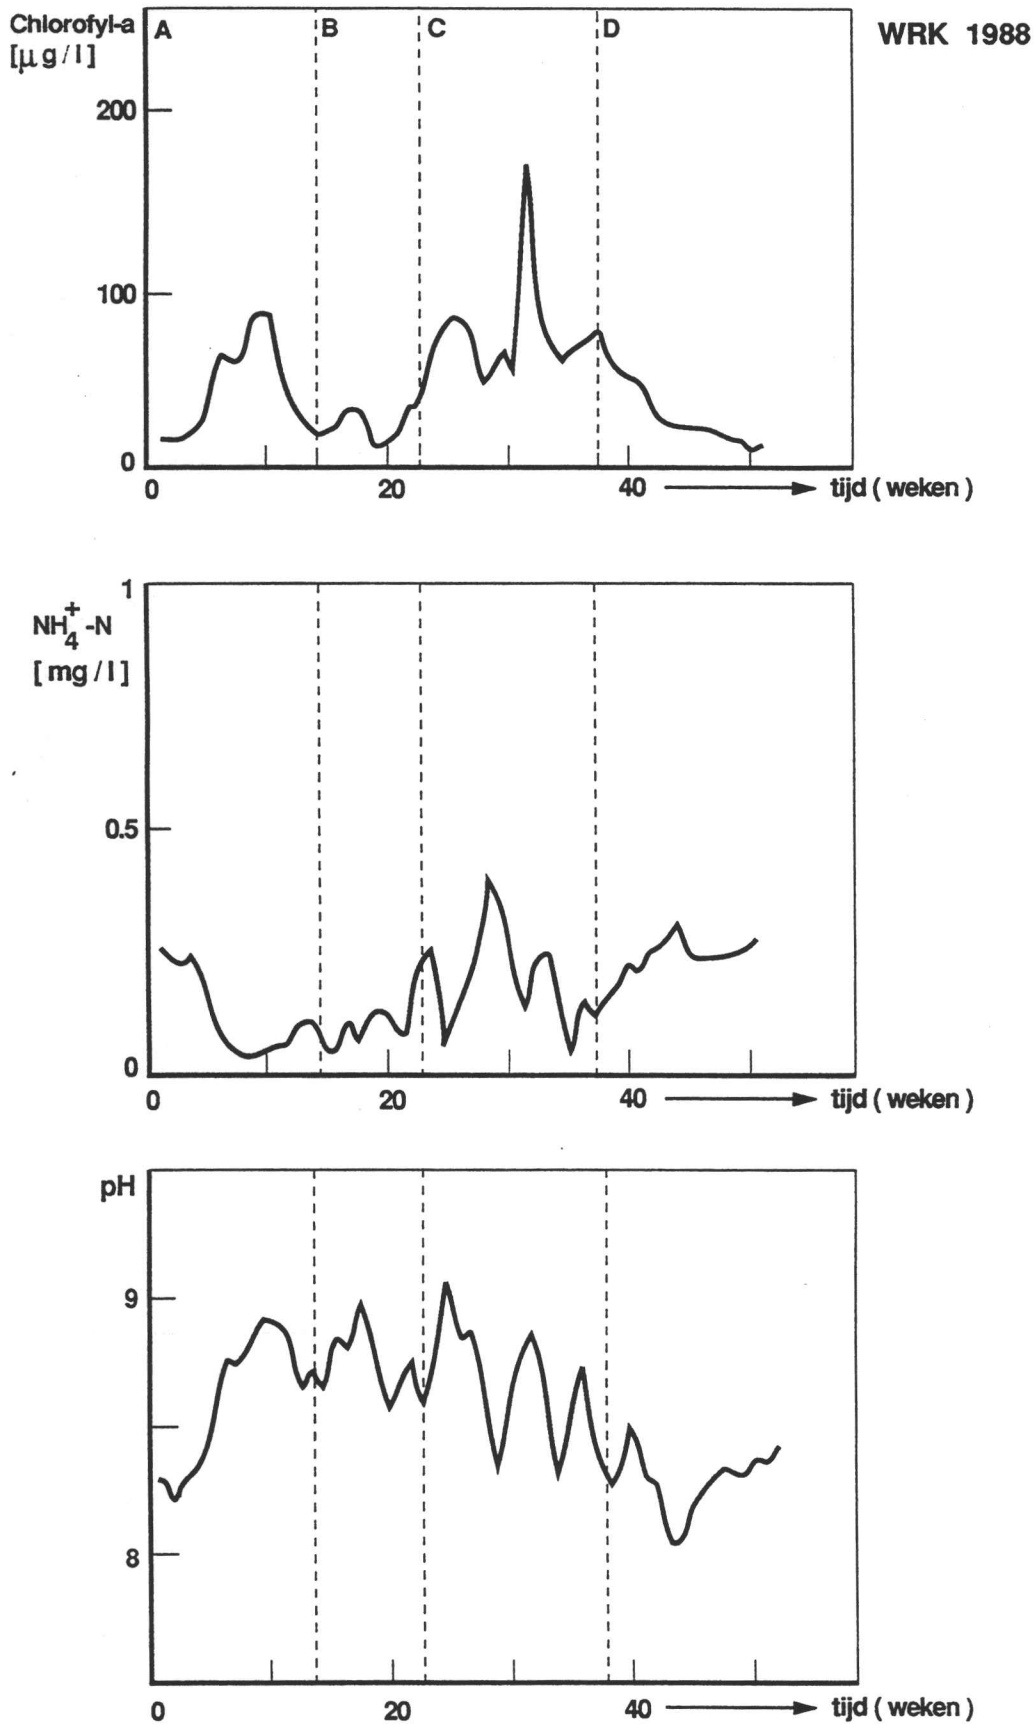 Chlorofyl-a
[μg/l]
A B C D
WRK 1988
200
100
0
0 20 40 tijd (weken)
1
NH₄⁺-N
[mg/l]
0.5
0
0 20 40 tijd (weken)
pH
9
8
0 20 40 tijd (weken)